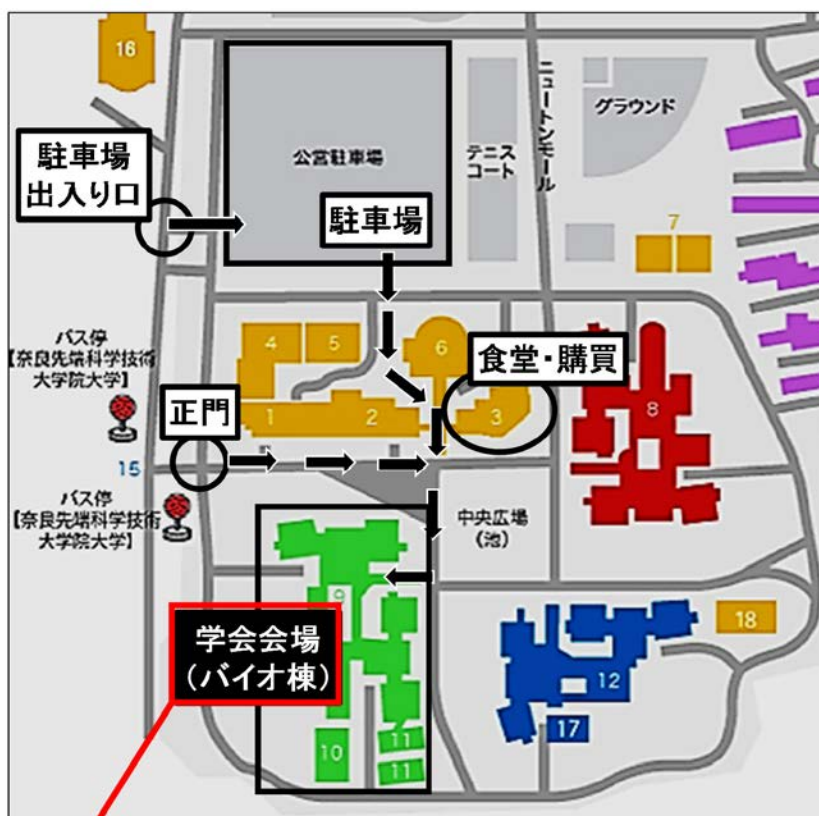 16
公営駐車場
テニス
コート
ニュートンモール
グラウンド
駐車場
出入り口
駐車場
7
バス停
【奈良先端科学技術
大学院大学】
4
5
6
食堂・購買
正門
1
2
3
8
15
バス停
【奈良先端科学技術
大学院大学】
中央広場
(池)
9
学会会場
(バイオ棟)
18
12
17
10
11
11